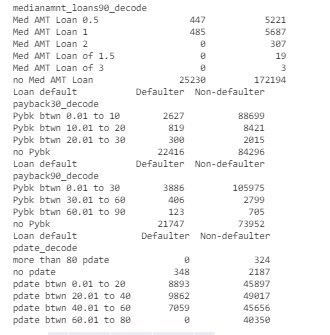 medianamnt_loans90_decode
Med AMT Loan 0.5 447 5221
Med AMT Loan 1 485 5687
Med AMT Loan 2 0 307
Med AMT Loan of 1.5 0 19
Med AMT Loan of 3 0 3
no Med AMT Loan 25230 172194
Loan default Defaulter Non-defaulter
payback30_decode
Pybk btwn 0.01 to 10 2627 88699
Pybk btwn 10.01 to 20 819 8421
Pybk btwn 20.01 to 30 300 2015
no Pybk 22416 84296
Loan default Defaulter Non-defaulter
payback90_decode
Pybk btwn 0.01 to 30 3886 105975
Pybk btwn 30.01 to 60 406 2799
Pybk btwn 60.01 to 90 123 705
no Pybk 21747 73952
Loan default Defaulter Non-defaulter
pdate_decode
more than 80 pdate 0 324
no pdate 348 2187
pdate btwn 0.01 to 20 8893 45897
pdate btwn 20.01 to 40 9862 49017
pdate btwn 40.01 to 60 7059 45656
pdate btwn 60.01 to 80 0 40350